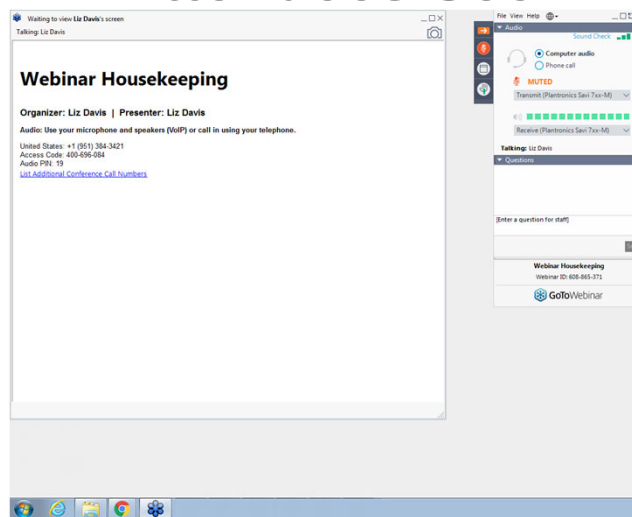 Waiting to view Liz Davis's screen
Talking: Liz Davis
Webinar Housekeeping
Organizer: Liz Davis | Presenter: Liz Davis
Audio: Use your microphone and speakers (VoIP) or call in using your telephone.
United States: +1 (951) 384-3421
Access Code: 400-696-084
Audio PIN: 19
List Additional Conference Call Numbers
File View Help
Audio
Sound Check
Computer audio
Phone call
MUTED
Transmit (Plantronics Savi 7xx-M)
Receive (Plantronics Savi 7xx-M)
Talking: Liz Davis
Questions
[Enter a question for staff]
Webinar Housekeeping
Webinar ID: 608-865-371
GoToWebinar